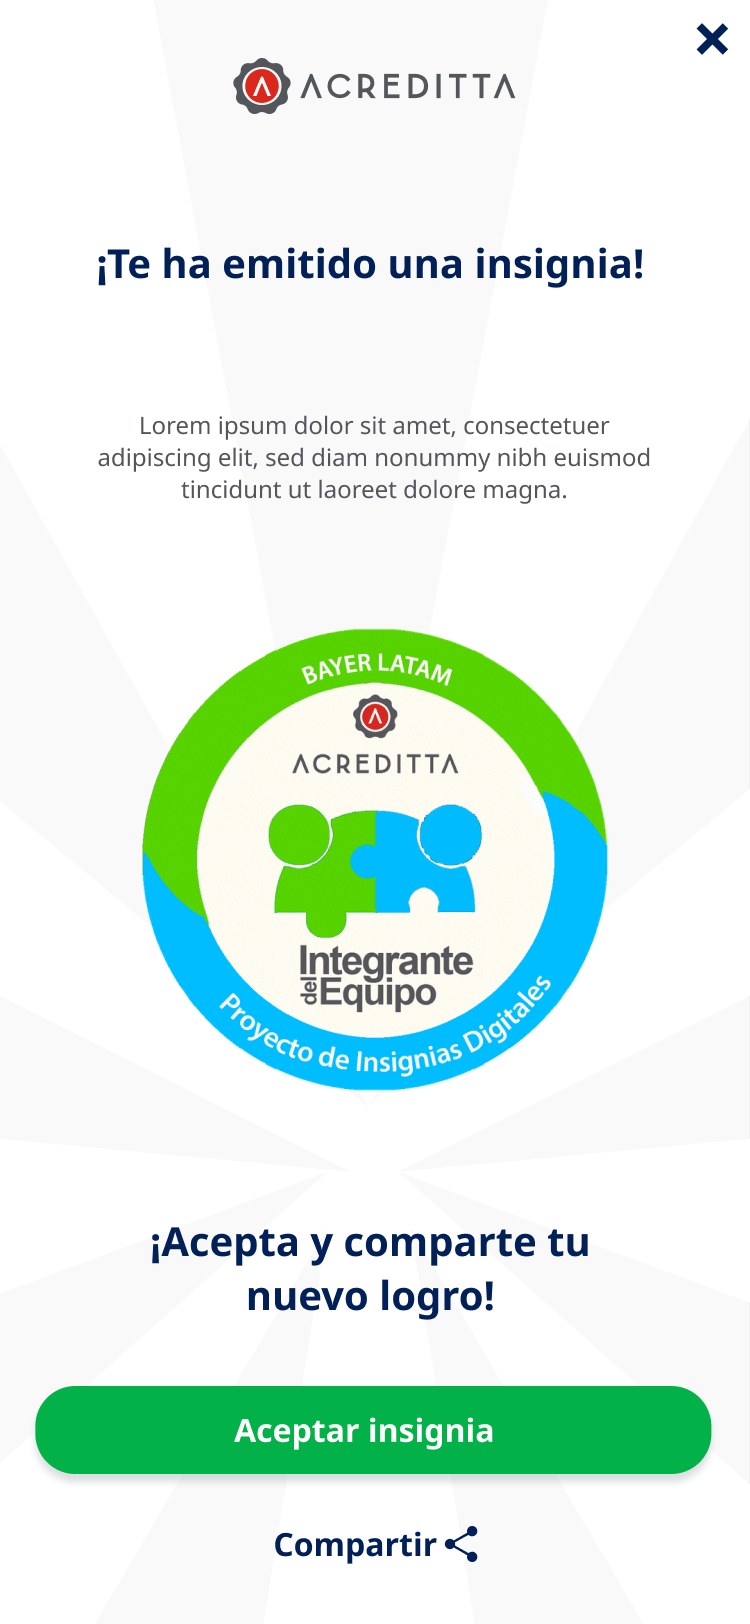 ACREDITTA
¡Te ha emitido una insignia!
Lorem ipsum dolor sit amet, consectetuer
adipiscing elit, sed diam nonummy nibh euismod
tincidunt ut laoreet dolore magna.
BAYER LATAM
ACREDITTA
Integrante
del Equipo
Proyecto de Insignias Digitales
¡Acepta y comparte tu
nuevo logro!
Aceptar insignia
Compartir